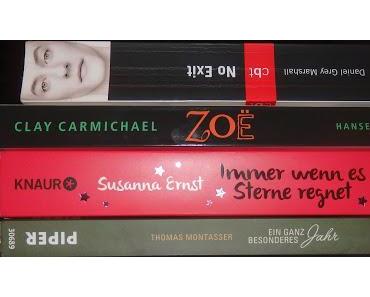 Daniel Grey Marshall
No Exit
cbt
CLAY CARMICHAEL ZOË HANSE
KNAUR Susanna Ernst Immer wenn es
Sterne regnet
30689 PIPER THOMAS MONTASSER EIN GANZ
BESONDERES Jahr